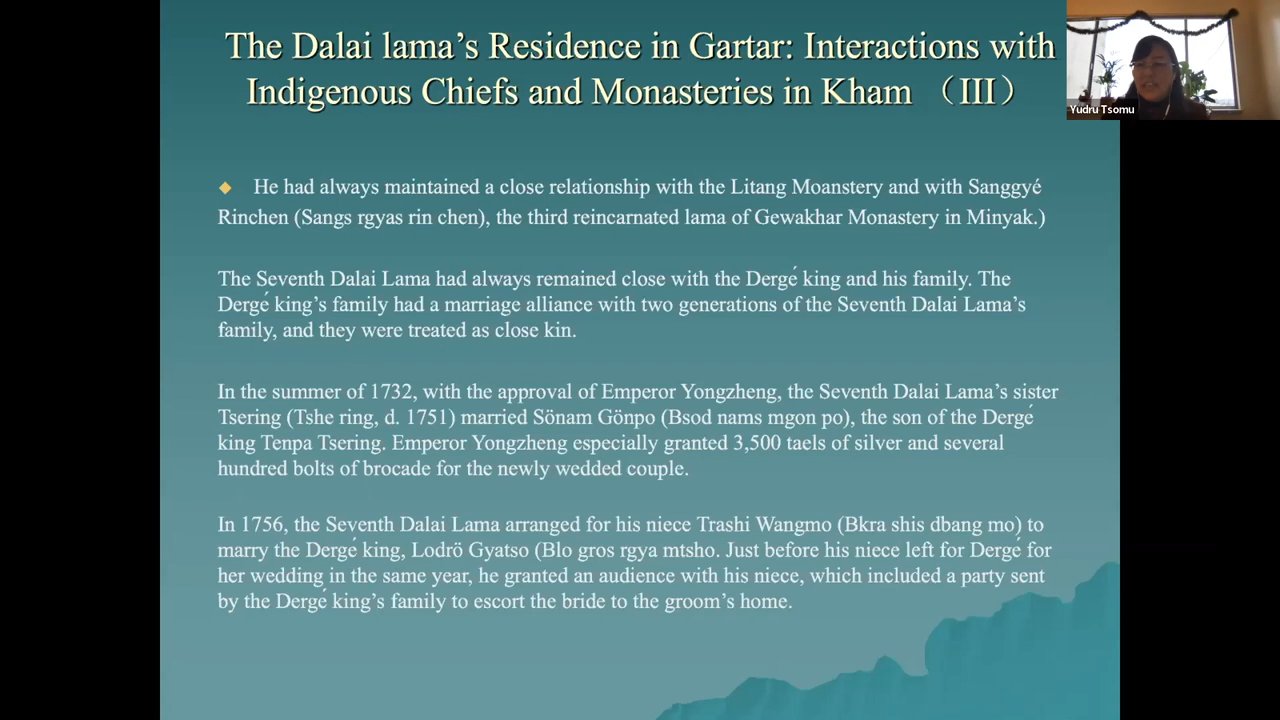 The Dalai lama's Residence in Gartar: Interactions with
Indigenous Chiefs and Monasteries in Kham （III）
Yudru Tsomu
◆ He had always maintained a close relationship with the Litang Moanstery and with Sanggyé
Rinchen (Sangs rgyas rin chen), the third reincarnated lama of Gewakhar Monastery in Minyak.)
The Seventh Dalai Lama had always remained close with the Dergé king and his family. The
Dergé king's family had a marriage alliance with two generations of the Seventh Dalai Lama's
family, and they were treated as close kin.
In the summer of 1732, with the approval of Emperor Yongzheng, the Seventh Dalai Lama's sister
Tsering (Tshe ring, d. 1751) married Sönam Gönpo (Bsod nams mgon po), the son of the Dergé
king Tenpa Tsering. Emperor Yongzheng especially granted 3,500 taels of silver and several
hundred bolts of brocade for the newly wedded couple.
In 1756, the Seventh Dalai Lama arranged for his niece Trashi Wangmo (Bkra shis dbang mo) to
marry the Dergé king, Lodrö Gyatso (Blo gros rgya mtsho. Just before his niece left for Dergé for
her wedding in the same year, he granted an audience with his niece, which included a party sent
by the Dergé king's family to escort the bride to the groom's home.